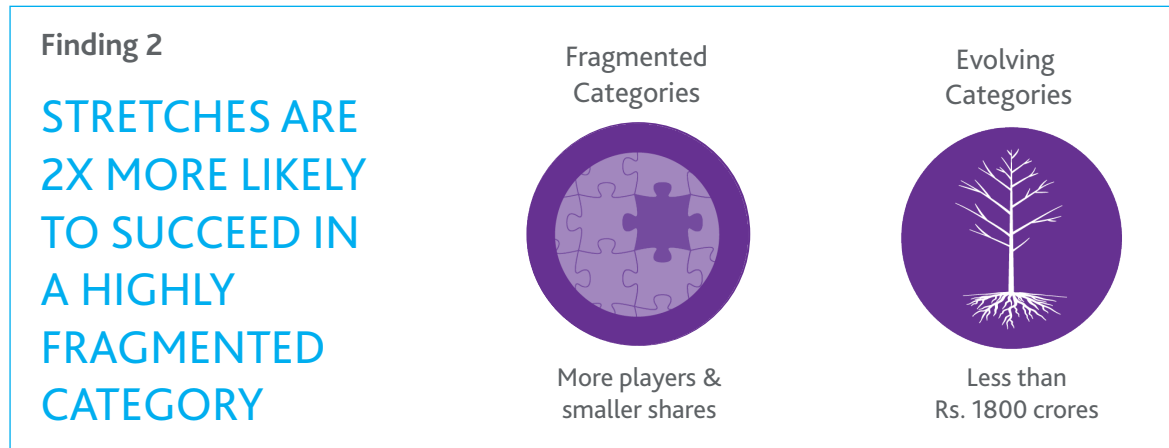 Finding 2
STRETCHES ARE
2X MORE LIKELY
TO SUCCEED IN
A HIGHLY
FRAGMENTED
CATEGORY
Fragmented
Categories
More players &
smaller shares
Evolving
Categories
Less than
Rs. 1800 crores